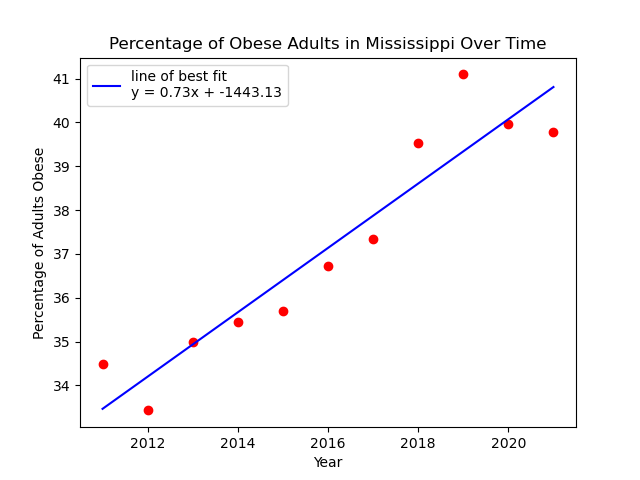 Percentage of Obese Adults in Mississippi Over Time
line of best fit
y = 0.73x + -1443.13
41
40
39
38
37
36
35
34
Percentage of Adults Obese
2012 2014 2016 2018 2020
Year